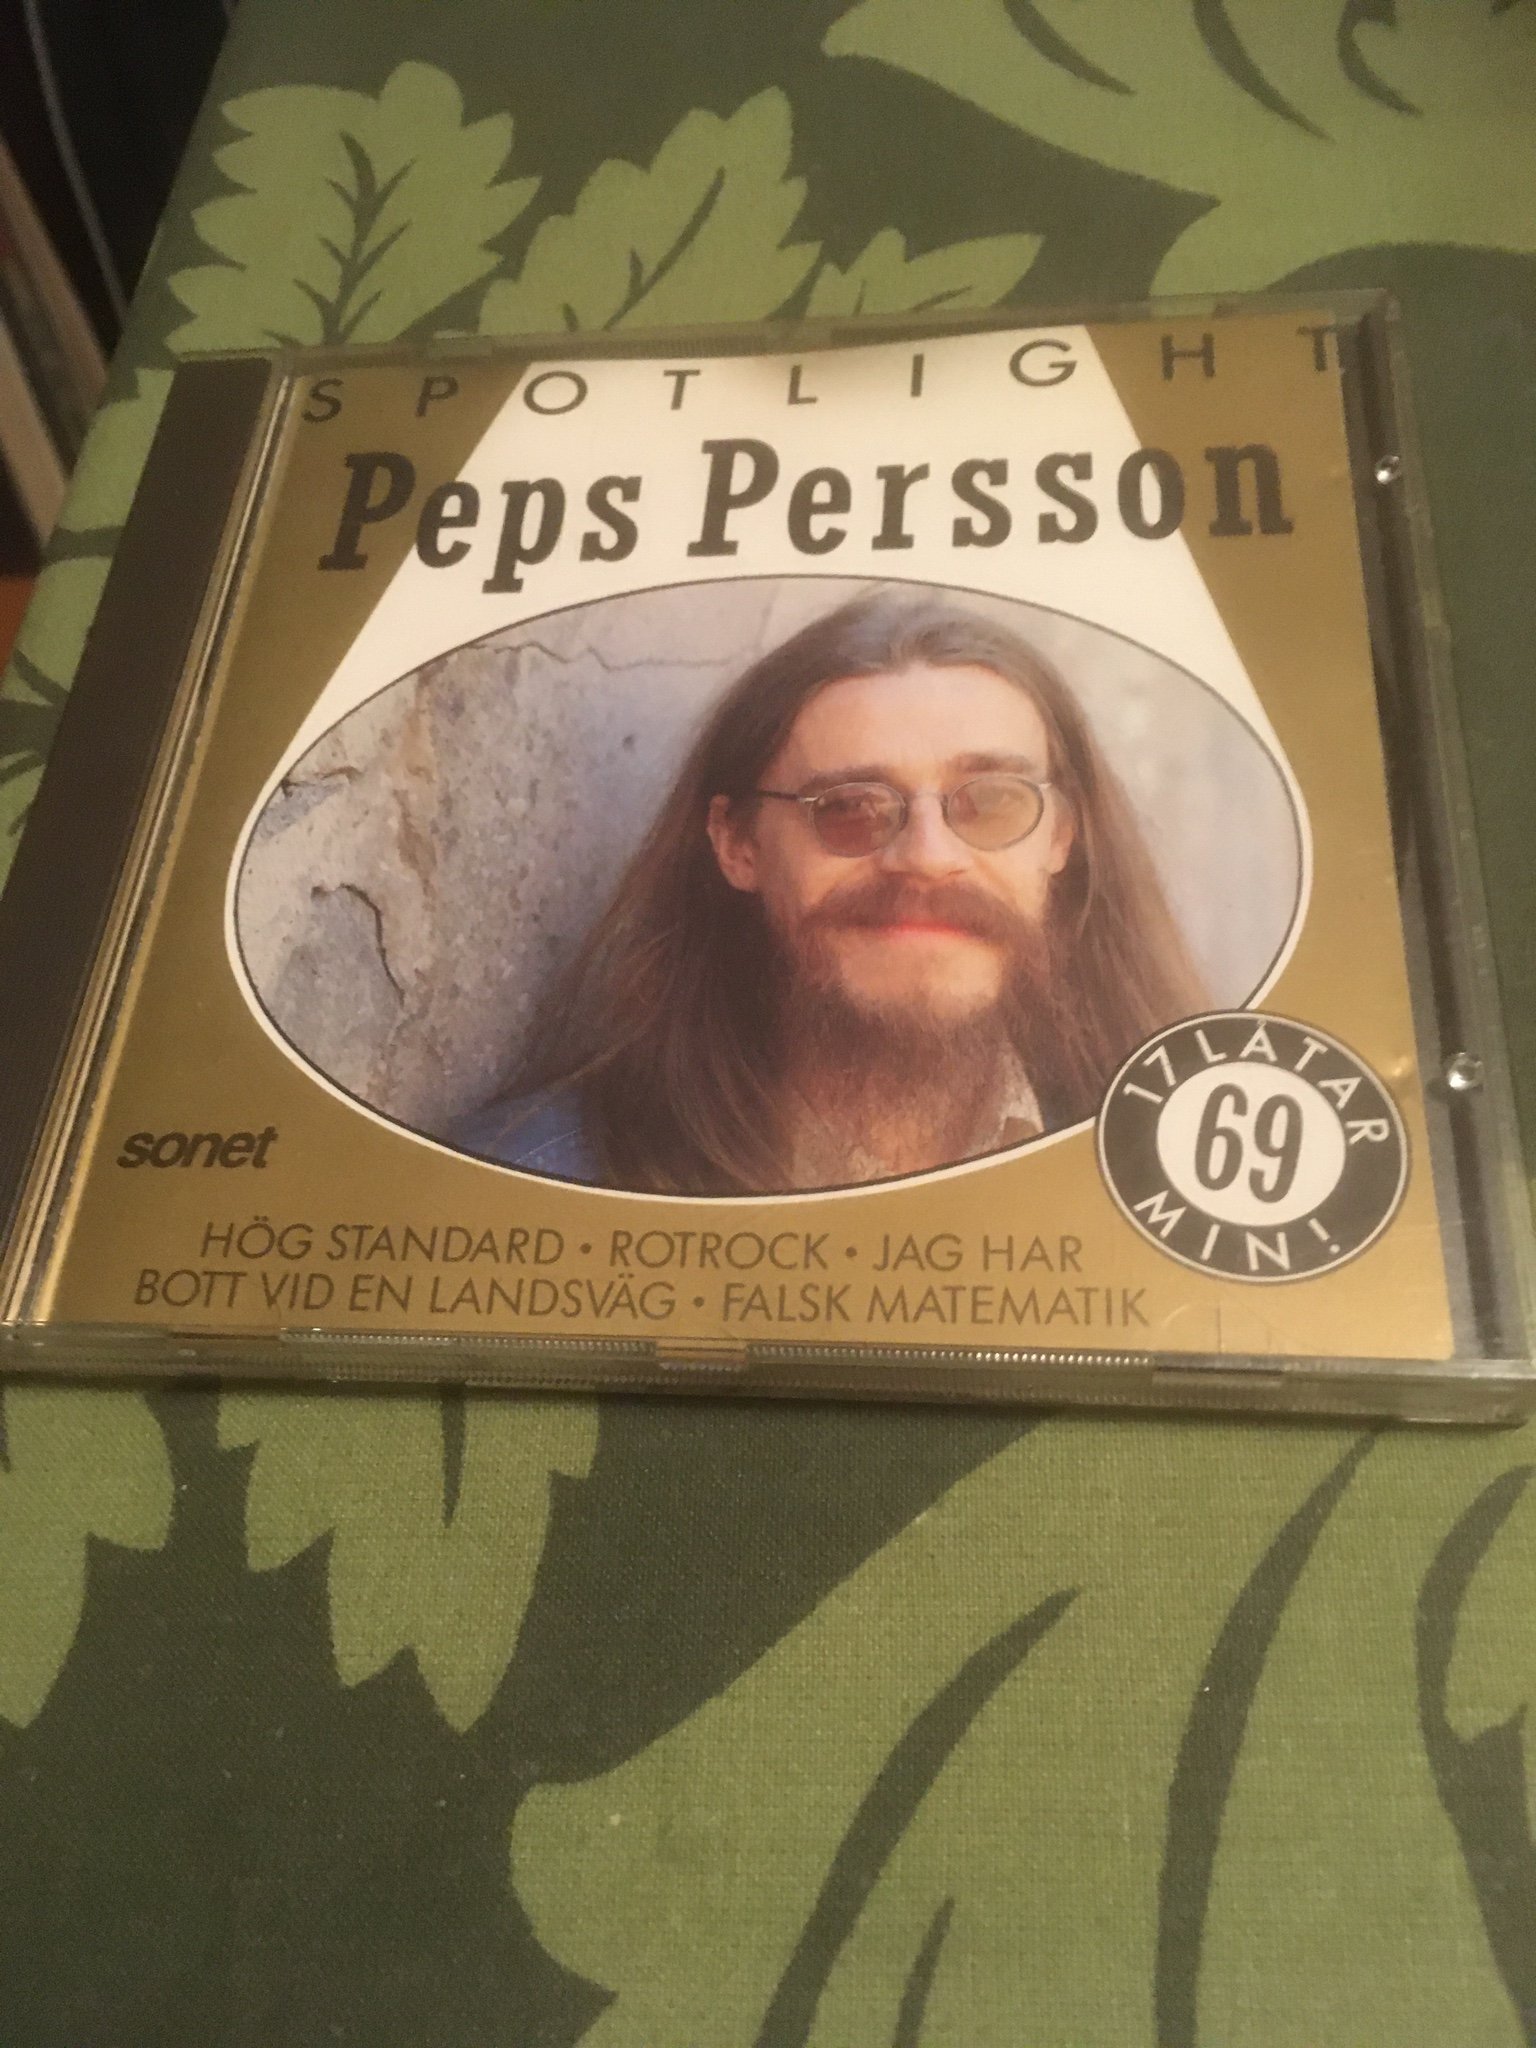 SPOTLIGHT
Peps Persson
17 LÅTAR
69
MIN!
sonet
HÖG STANDARD • ROTROCK • JAG HAR
BOTT VID EN LANDSVÄG • FALSK MATEMATIK